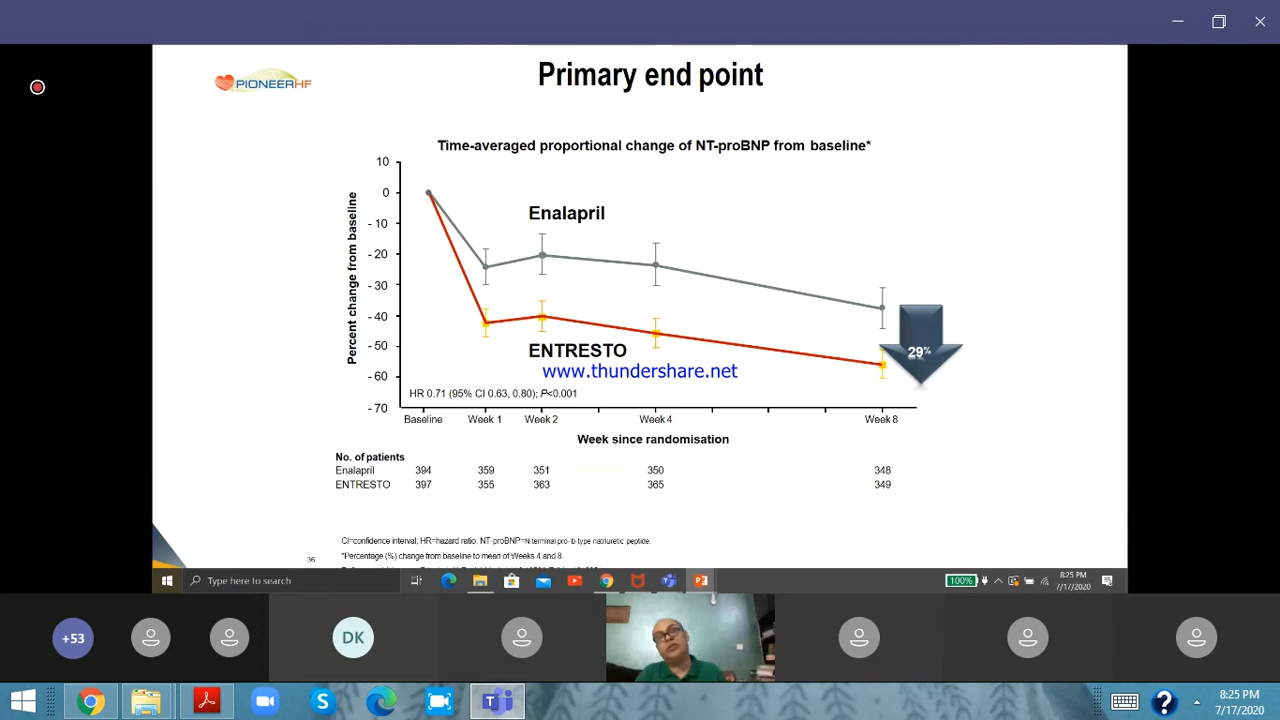 PIONEERHF
Primary end point
Time-averaged proportional change of NT-proBNP from baseline*
Percent change from baseline
10
0
- 10
- 20
- 30
- 40
- 50
- 60
- 70
Enalapril
ENTRESTO
www.thundershare.net
29%
HR 0.71 (95% CI 0.63, 0.80); P<0.001
Baseline Week 1 Week 2 Week 4 Week 8
Week since randomisation
No. of patients
Enalapril 394 359 351 350 348
ENTRESTO 397 355 363 365 349
CI=confidence interval; HR=hazard ratio; NT-proBNP=N-terminal pro-b type natriuretic peptide.
*Percentage (%) change from baseline to mean of Weeks 4 and 8.
36
Type here to search
100%
8:25 PM
7/17/2020
+53
DK
8:25 PM
7/17/2020